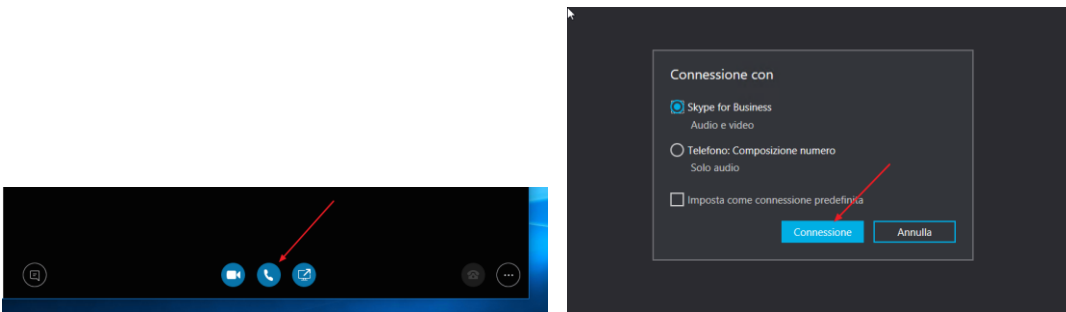 Connessione con
Skype for Business
Audio e video
Telefono: Composizione numero
Solo audio
Imposta come connessione predefinita
Connessione Annulla